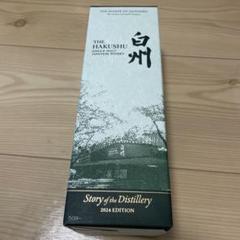 THE HOUSE OF SUNTORY
THE
HAKUSHU
SINGLE MALT
JAPANESE WHISKY
白州
Story of the Distillery
2024 EDITION